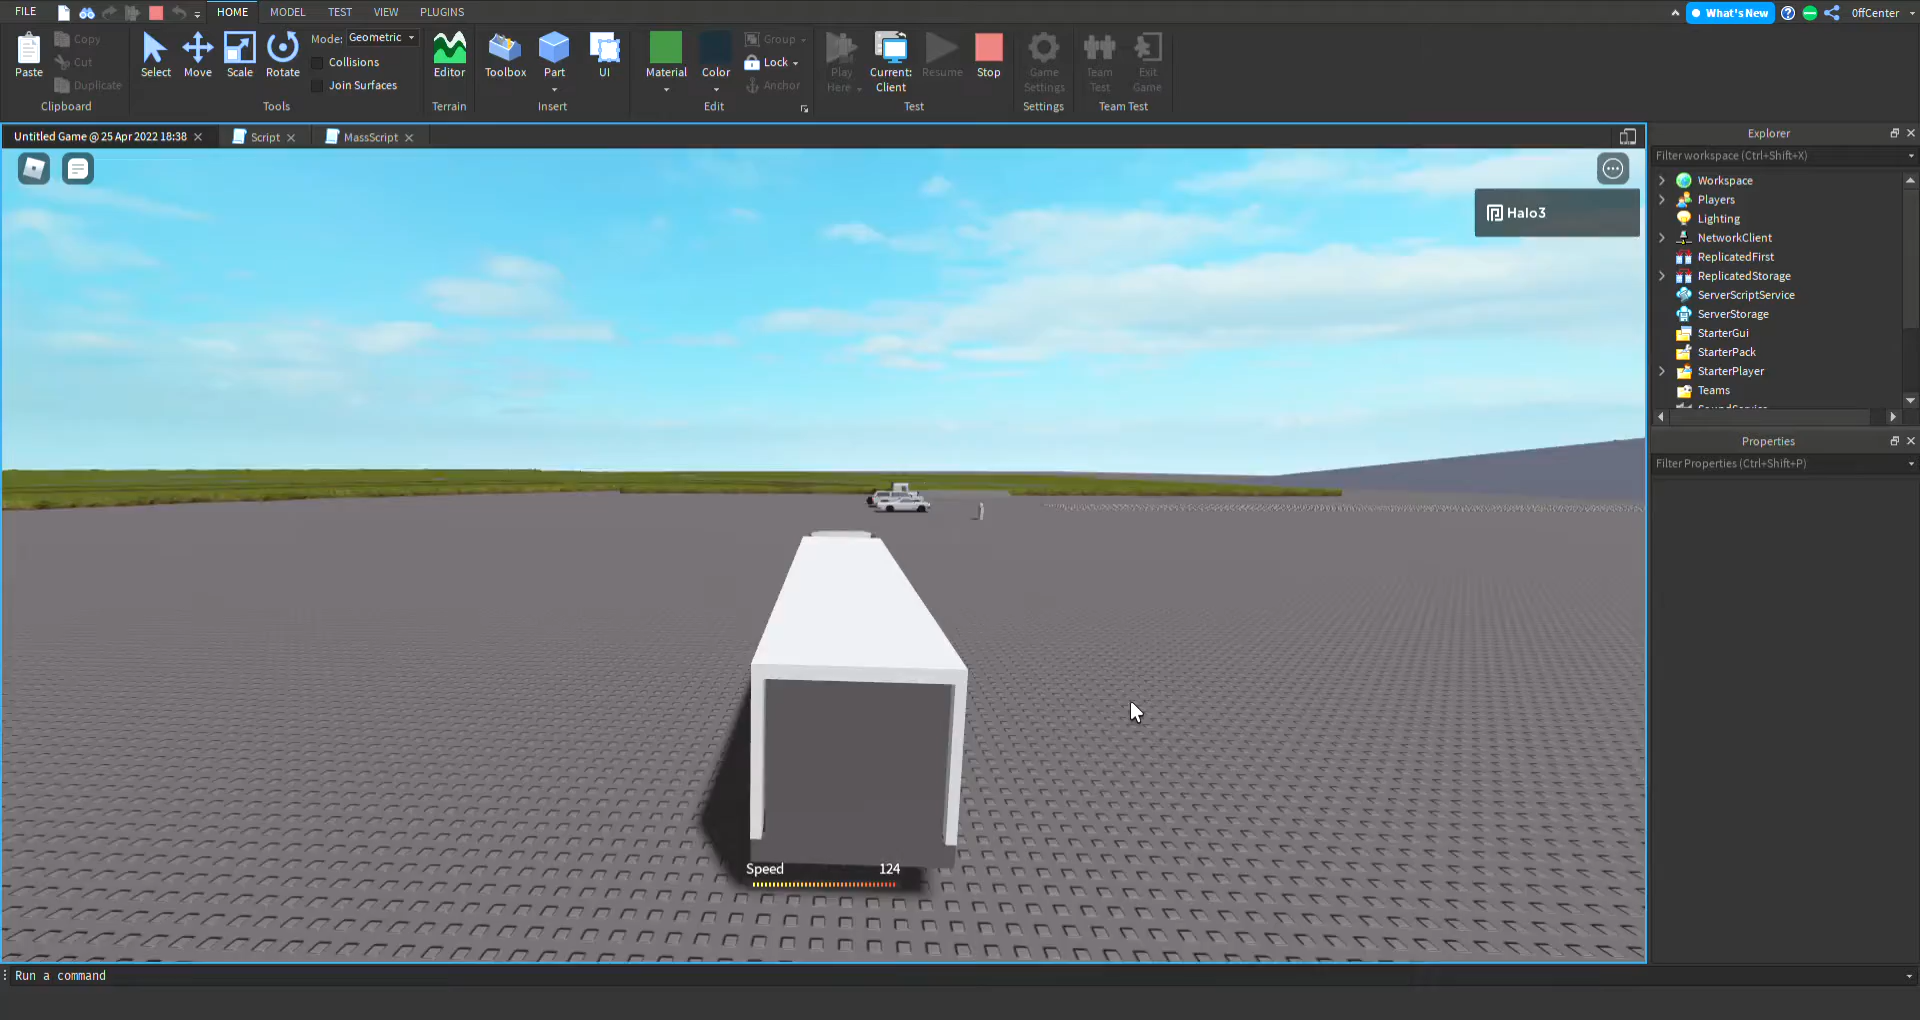 FILE
HOME
MODEL
TEST
VIEW
PLUGINS
What's New
0ffCenter
Paste
Copy
Cut
Duplicate
Clipboard
Select
Move
Scale
Rotate
Mode: Geometric
Collisions
Join Surfaces
Tools
Editor
Terrain
Toolbox
Part
UI
Insert
Material
Color
Group
Lock
Anchor
Edit
Play
Here
Current:
Client
Resume
Stop
Test
Game
Settings
Settings
Team
Test
Exit
Game
Team Test
Untitled Game @ 25 Apr 2022 18:38
Script
MassScript
Halo3
Speed 124
Explorer
Filter workspace (Ctrl+Shift+X)
Workspace
Players
Lighting
NetworkClient
ReplicatedFirst
ReplicatedStorage
ServerScriptService
ServerStorage
StarterGui
StarterPack
StarterPlayer
Teams
Properties
Filter Properties (Ctrl+Shift+P)
Run a command